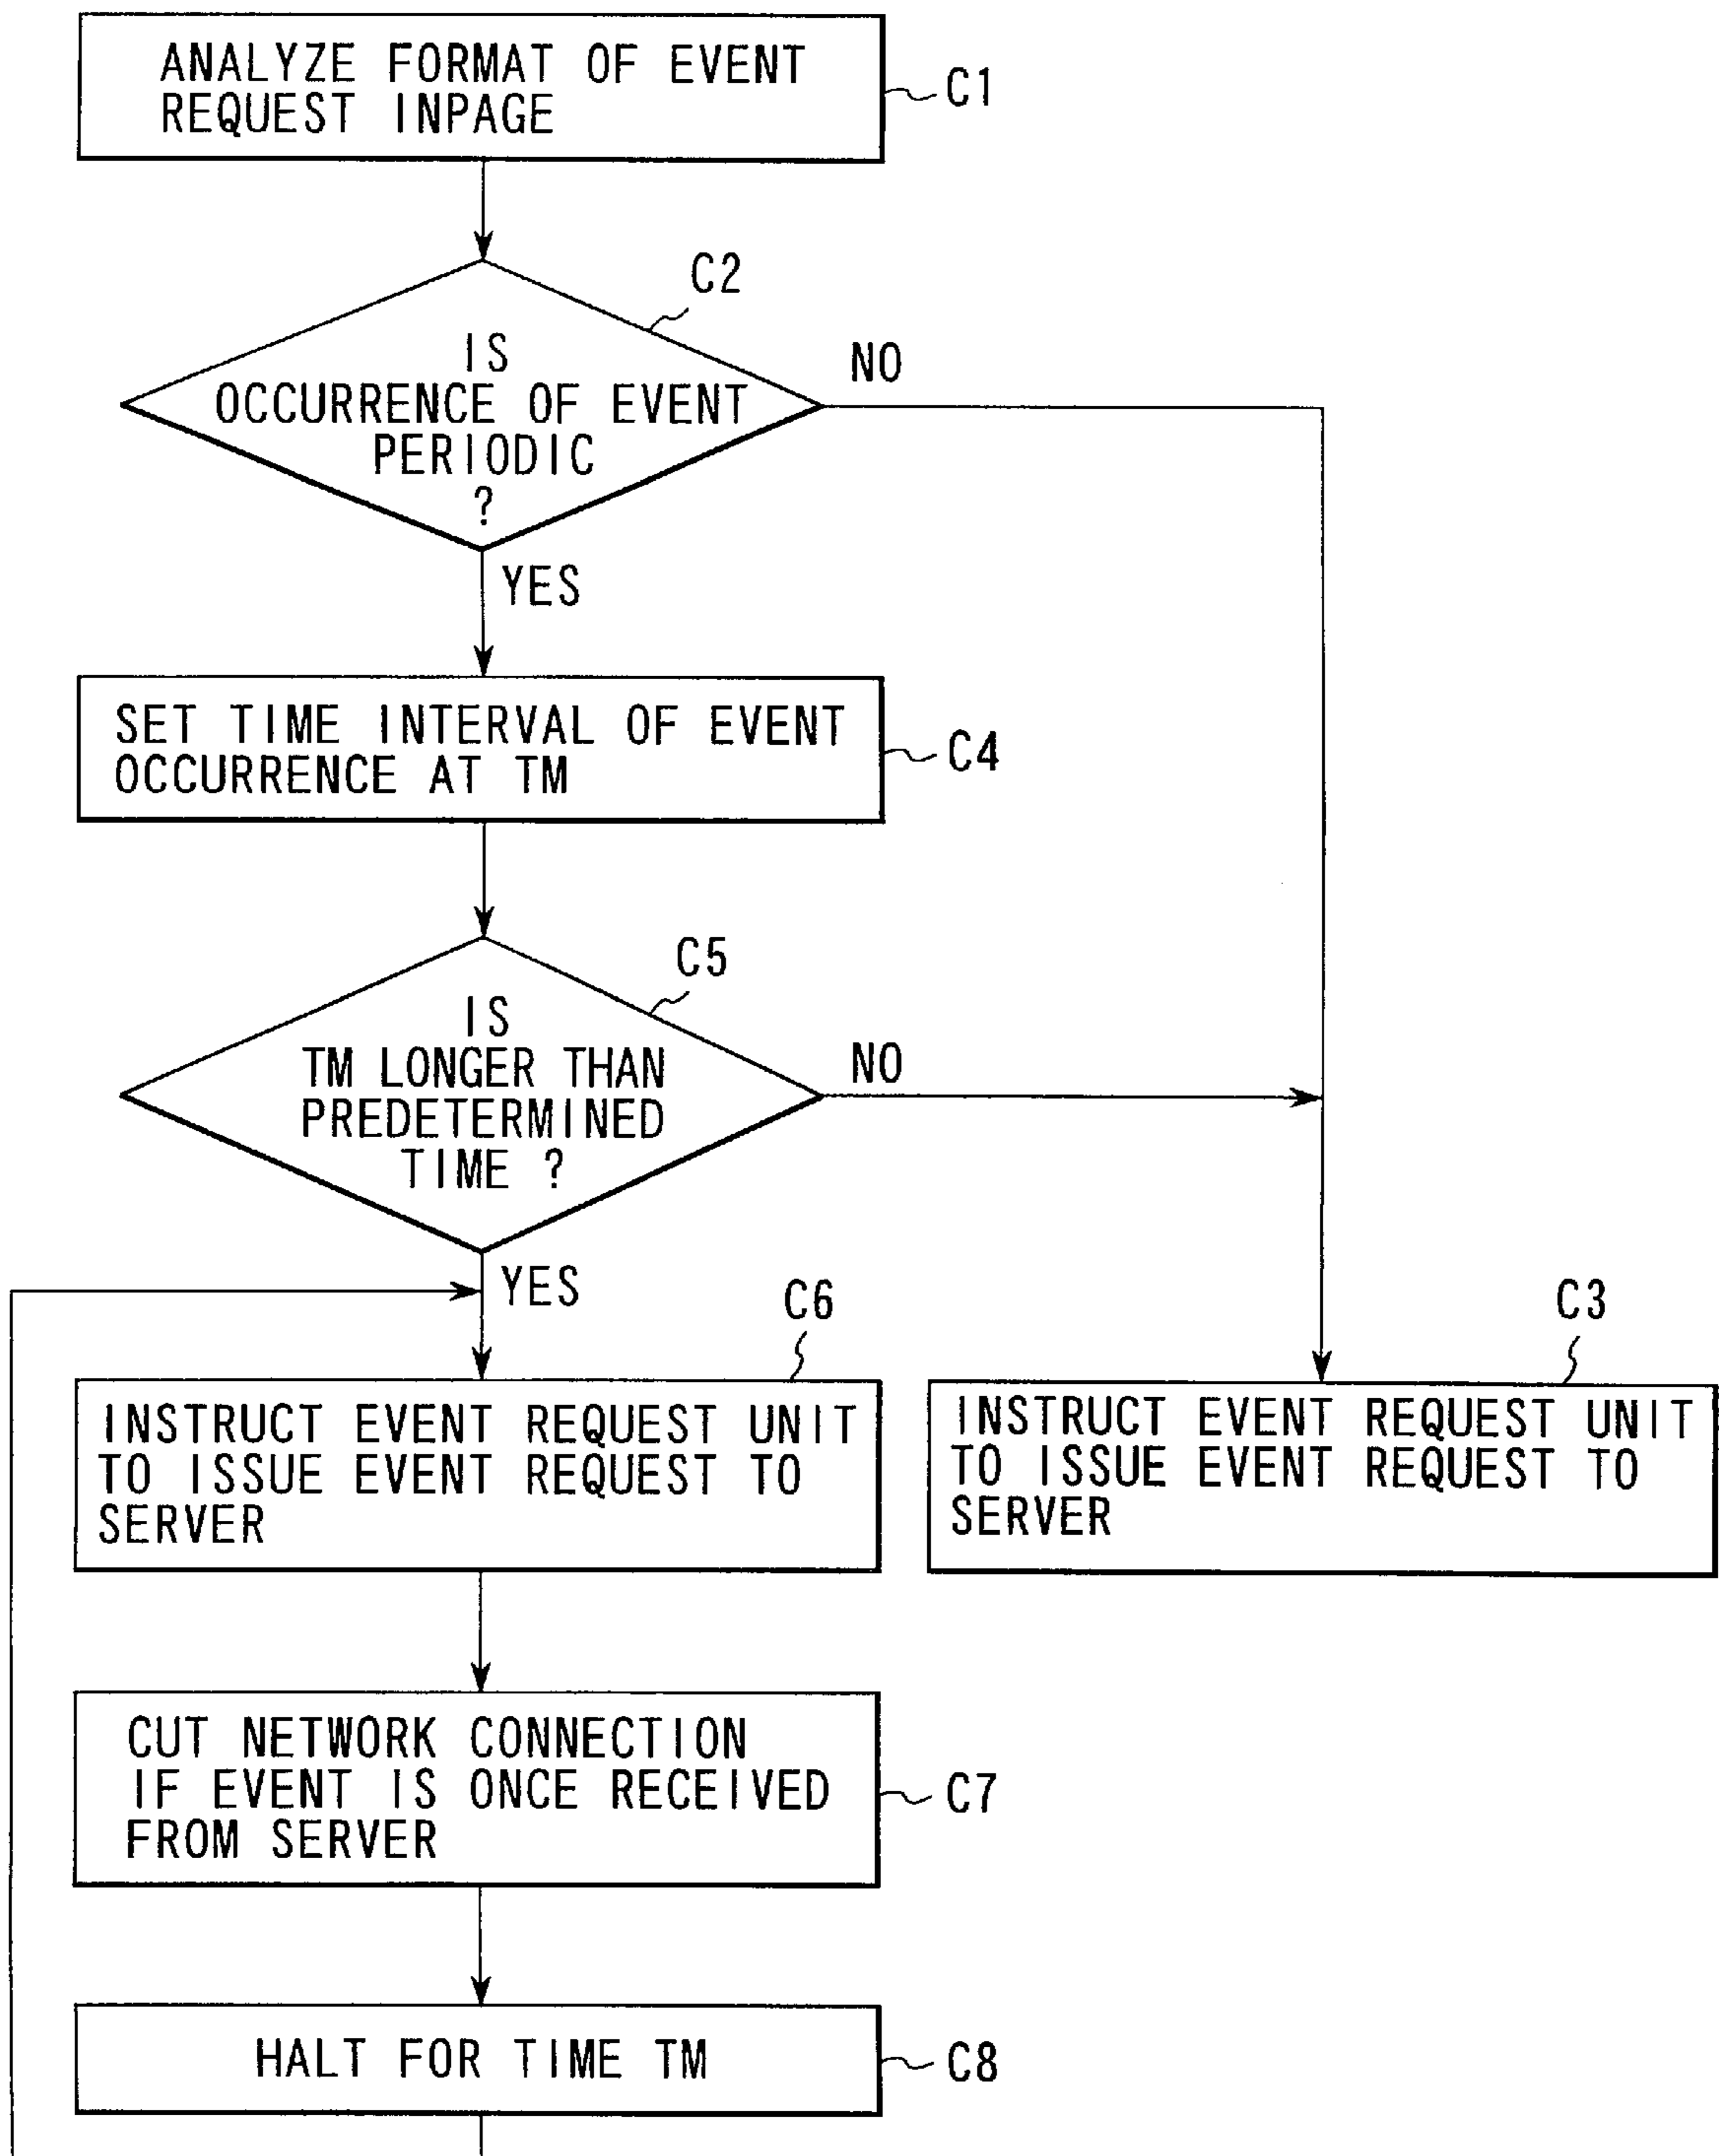 ANALYZE FORMAT OF EVENT
REQUEST INPAGE
C1
C2
IS
OCCURRENCE OF EVENT
PERIODIC
?
NO
YES
SET TIME INTERVAL OF EVENT
OCCURRENCE AT TM
C4
C5
IS
TM LONGER THAN
PREDETERMINED
TIME ?
NO
YES
C6
INSTRUCT EVENT REQUEST UNIT
TO ISSUE EVENT REQUEST TO
SERVER
C3
INSTRUCT EVENT REQUEST UNIT
TO ISSUE EVENT REQUEST TO
SERVER
CUT NETWORK CONNECTION
IF EVENT IS ONCE RECEIVED
FROM SERVER
C7
HALT FOR TIME TM
C8